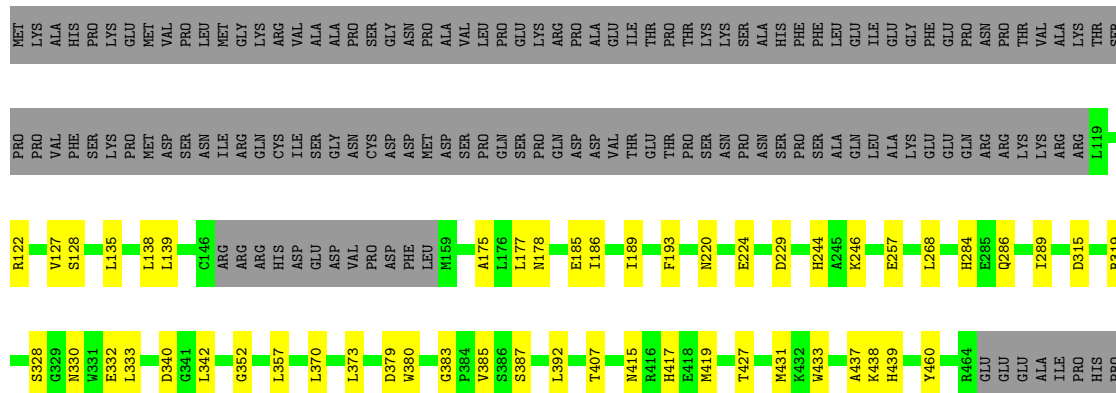 MET LYS ALA HIS PRO LYS GLU MET VAL PRO LEU MET GLY LYS ARG VAL ALA ALA PRO SER GLY ASN PRO ALA VAL LEU PRO GLU LYS ARG PRO ALA GLU ILE THR PRO THR LYS LYS SER ALA HIS PHE PHE LEU GLU ILE GLU GLY PHE GLU PRO ASN PRO THR VAL ALA LYS THR SER
PRO PRO VAL PHE SER LYS PRO MET ASP SER ASN ILE ARG GLN CYS ILE SER GLY ASN CYS ASP ASP MET ASP SER PRO GLN SER PRO GLN ASP ASP VAL THR GLU THR PRO SER ASN PRO ASN SER PRO SER ALA GLN LEU ALA LYS GLU GLU GLN ARG ARG LYS LYS ARG ARG L119
R122 V127 S128 L135 L138 L139 C146 ARG ARG ARG HIS ASP GLU ASP VAL PRO ASP PHE LEU M159 A175 L176 L177 N178 E185 I186 I189 F193 N220 E224 D229 H244 A245 K246 E257 L268 H284 E285 Q286 I289 D315
S328 G329 N330 W331 E332 L333 D340 G341 L342 G352 L357 L370 L373 D379 W380 G383 P384 V385 S386 S387 L392 T407 N415 R416 H417 E418 M419 T427 M431 K432 W433 A437 K438 H439 Y460 R464 GLU GLU GLU ALA ILE PRO HIS PRO